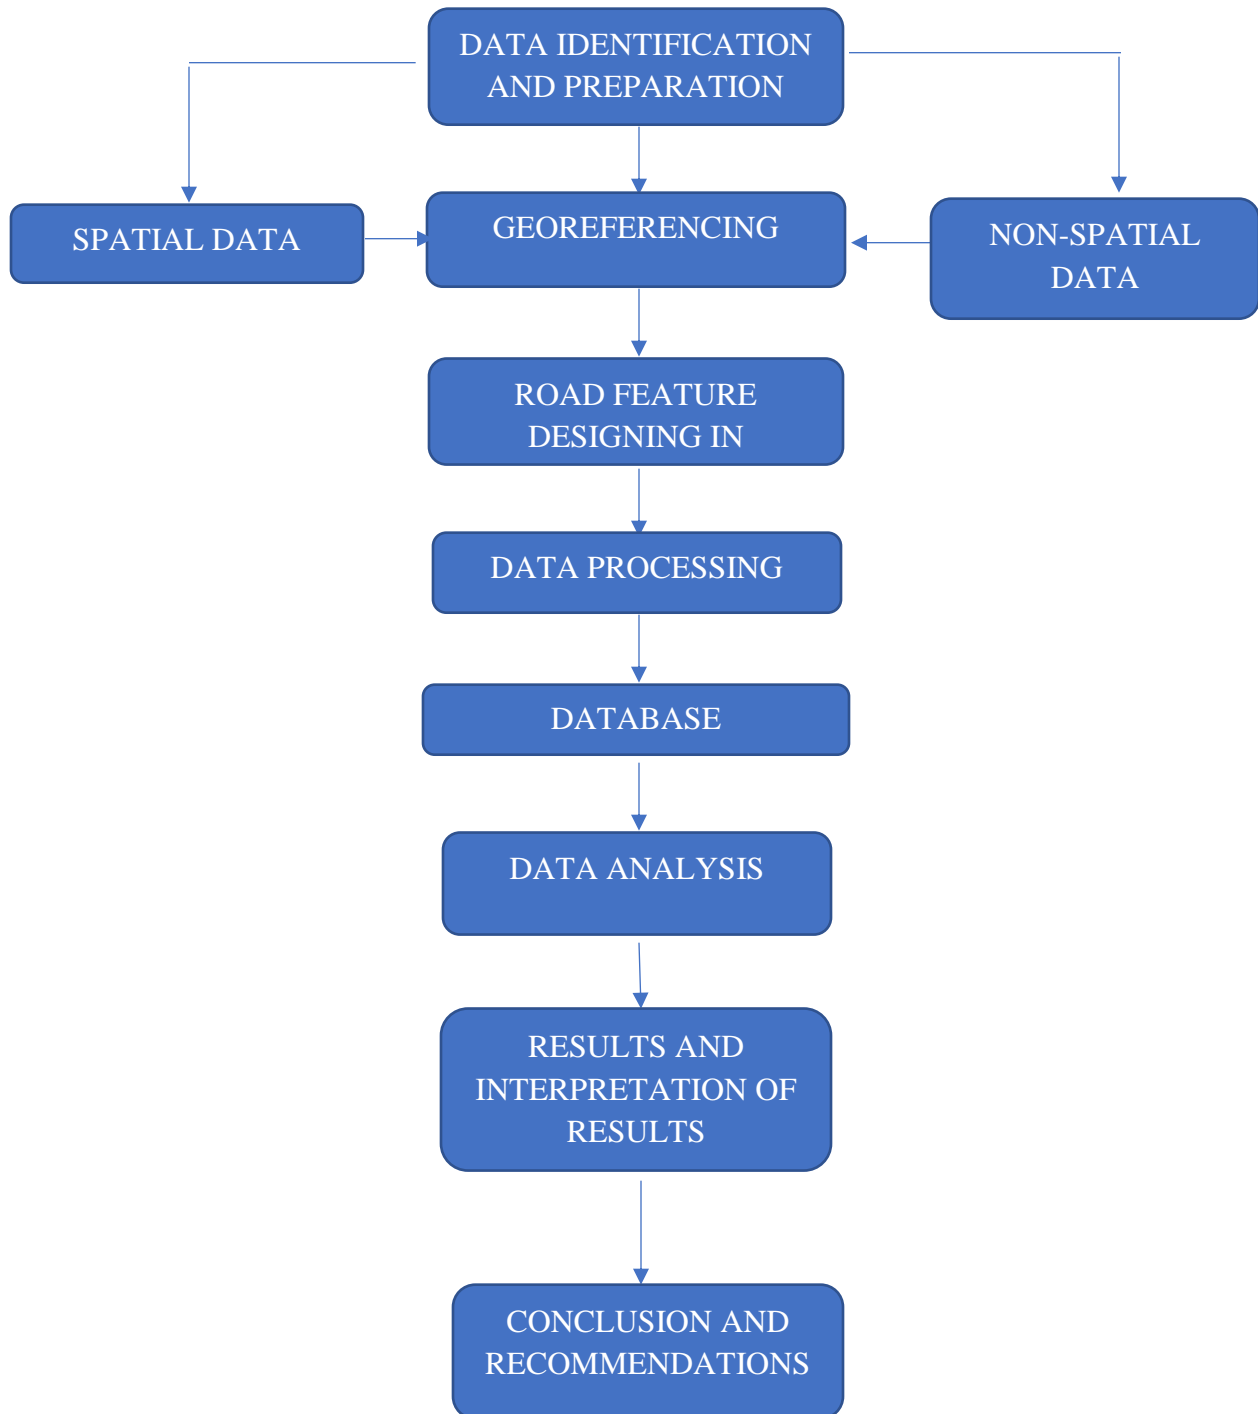 DATA IDENTIFICATION
AND PREPARATION
SPATIAL DATA
GEOREFERENCING
NON-SPATIAL
DATA
ROAD FEATURE
DESIGNING IN
DATA PROCESSING
DATABASE
DATA ANALYSIS
RESULTS AND
INTERPRETATION OF
RESULTS
CONCLUSION AND
RECOMMENDATIONS